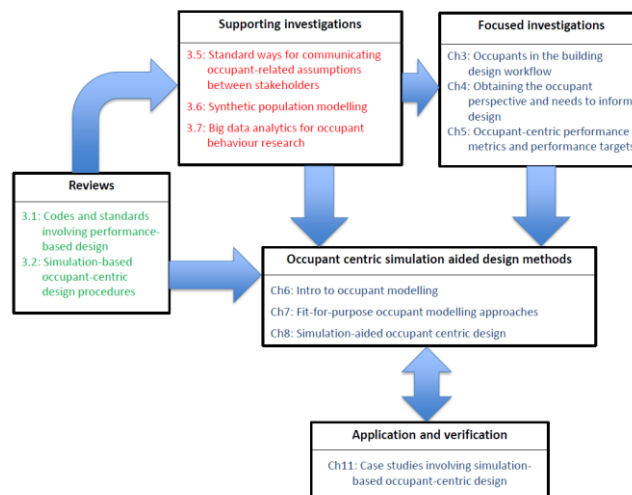 Supporting investigations
3.5: Standard ways for communicating
occupant-related assumptions
between stakeholders
3.6: Synthetic population modelling
3.7: Big data analytics for occupant
behaviour research
Focused investigations
Ch3: Occupants in the building
design workflow
Ch4: Obtaining the occupant
perspective and needs to inform
design
Ch5: Occupant-centric performance
metrics and performance targets
Reviews
3.1: Codes and standards
involving performance-
based design
3.2: Simulation-based
occupant-centric
design procedures
Occupant centric simulation aided design methods
Ch6: Intro to occupant modelling
Ch7: Fit-for-purpose occupant modelling approaches
Ch8: Simulation-aided occupant centric design
Application and verification
Ch11: Case studies involving simulation-
based occupant-centric design